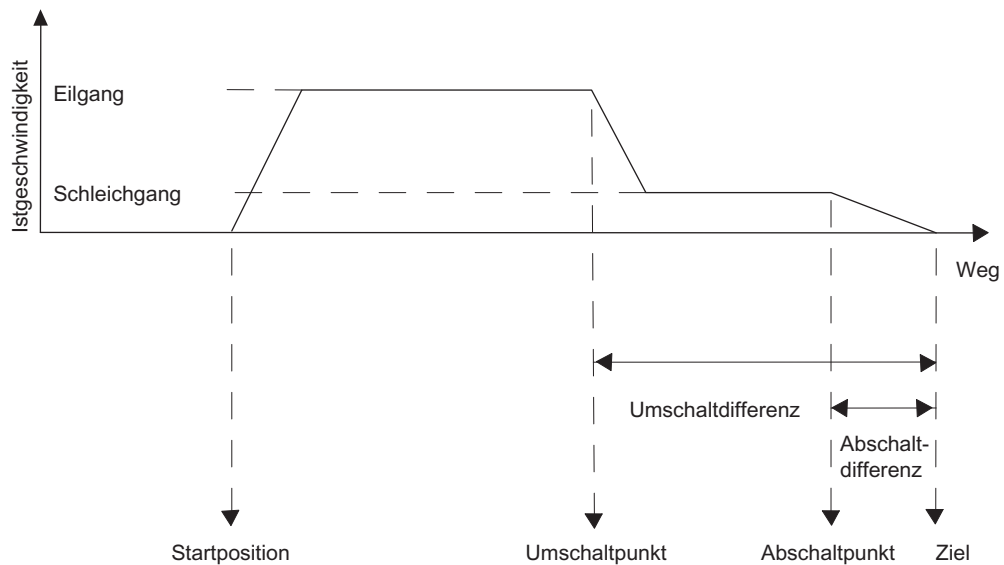 Istgeschwindigkeit
Eilgang
Schleichgang
Weg
Umschaltdifferenz
Abschalt-
differenz
Startposition
Umschaltpunkt
Abschaltpunkt
Ziel